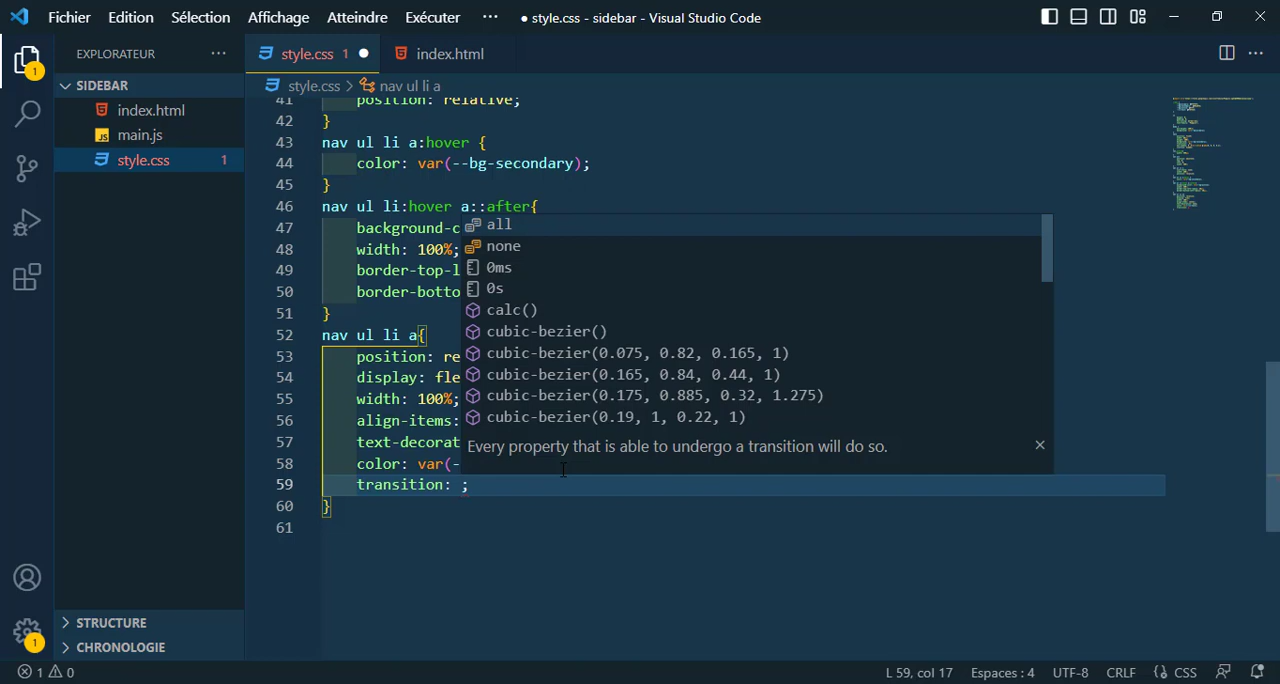 Fichier Edition Sélection Affichage Atteindre Exécuter ··· ● style.css - sidebar - Visual Studio Code
EXPLORATEUR ···
style.css 1 ●
index.html
···
SIDEBAR
index.html
JS main.js
style.css 1
style.css > nav ul li a
41 position: relative;
42 }
43 nav ul li a:hover {
44 color: var(--bg-secondary);
45 }
46 nav ul li:hover a::after{
47 background-c
48 width: 100%;
49 border-top-l
50 border-botto
51 }
52 nav ul li a{
53 position: re
54 display: fle
55 width: 100%;
56 align-items:
57 text-decorat
58 color: var(-
59 transition: ;
60 }
61
all
none
0ms
0s
calc()
cubic-bezier()
cubic-bezier(0.075, 0.82, 0.165, 1)
cubic-bezier(0.165, 0.84, 0.44, 1)
cubic-bezier(0.175, 0.885, 0.32, 1.275)
cubic-bezier(0.19, 1, 0.22, 1)
Every property that is able to undergo a transition will do so.
1
1
STRUCTURE
CHRONOLOGIE
1 0 L 59, col 17 Espaces : 4 UTF-8 CRLF CSS